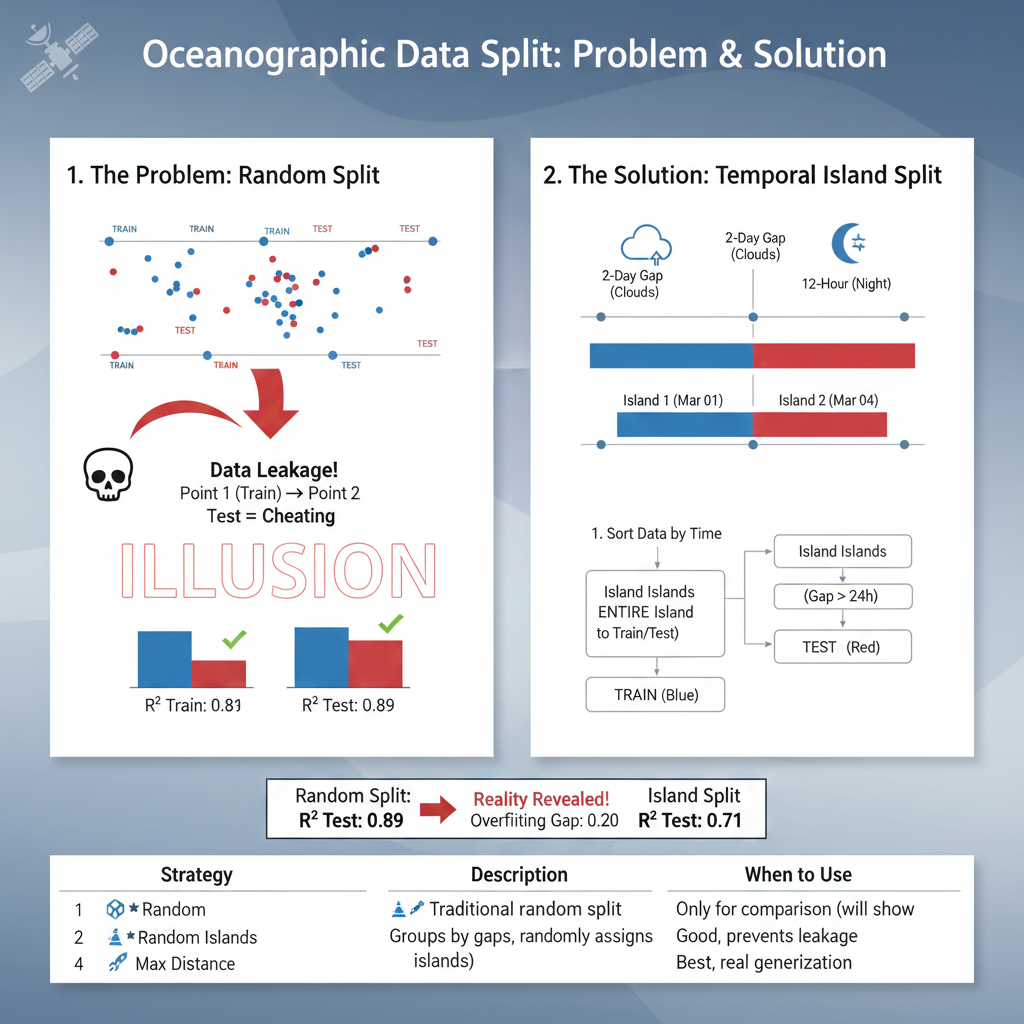 Oceanographic Data Split: Problem & Solution
1. The Problem: Random Split
TRAIN TRAIN TRAIN TEST TEST
TEST
TEST
TRAIN TRAIN TEST
Data Leakage!
Point 1 (Train) → Point 2
Test = Cheating
ILLUSION
R² Train: 0.81 R² Test: 0.89
2. The Solution: Temporal Island Split
2-Day Gap
(Clouds)
2-Day Gap
(Clouds)
12-Hour (Night)
Island 1 (Mar 01) Island 2 (Mar 04)
1. Sort Data by Time
Island Islands
ENTIRE Island
to Train/Test)
TRAIN (Blue)
Island Islands
(Gap > 24h)
TEST (Red)
Random Split:
R² Test: 0.89
Reality Revealed!
Overfiiting Gap: 0.20
Island Split
R² Test: 0.71
Strategy Description When to Use
1 ★ Random Traditional random split Only for comparison (will show
2 ★ Random Islands Groups by gaps, randomly assigns Good, prevents leakage
4 Max Distance islands) Best, real generization